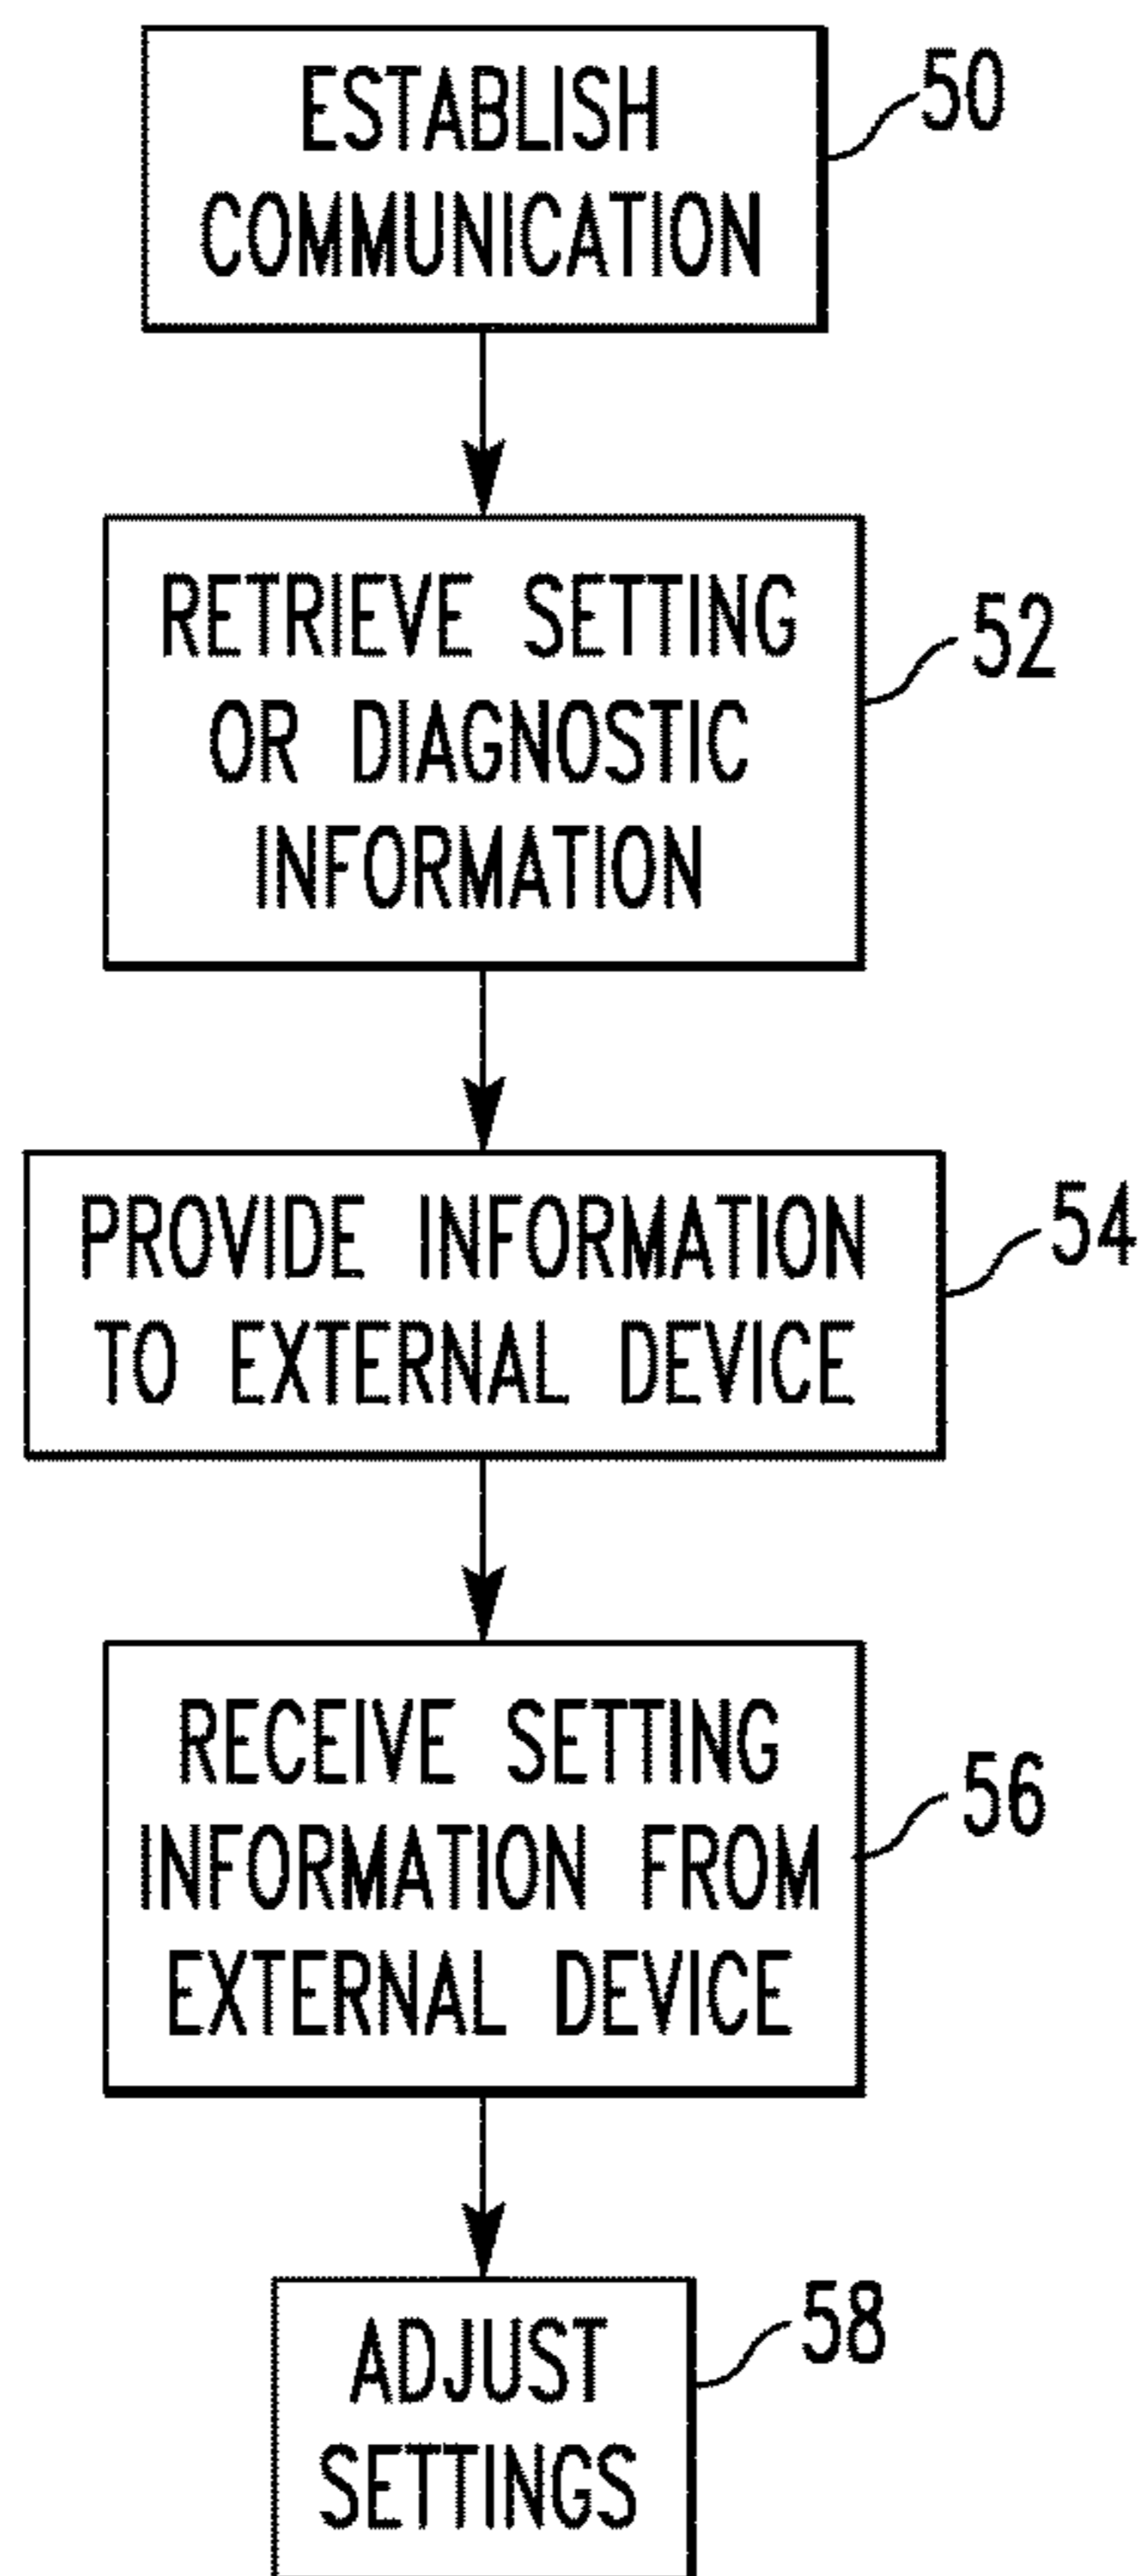 ESTABLISH
COMMUNICATION
50
RETRIEVE SETTING
OR DIAGNOSTIC
INFORMATION
52
PROVIDE INFORMATION
TO EXTERNAL DEVICE
54
RECEIVE SETTING
INFORMATION FROM
EXTERNAL DEVICE
56
ADJUST
SETTINGS
58